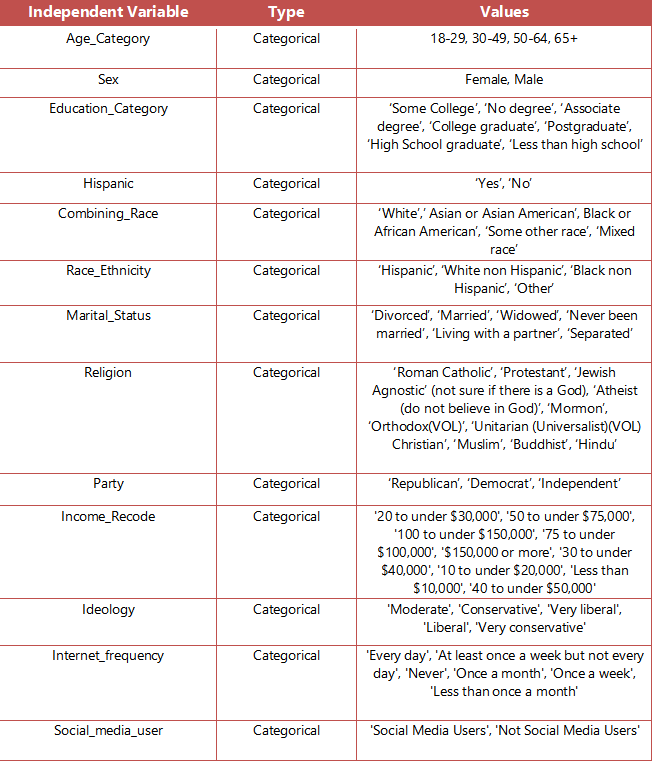 Independent Variable Type Values
Age_Category Categorical 18-29, 30-49, 50-64, 65+
Sex Categorical Female, Male
Education_Category Categorical ‘Some College’, ‘No degree’, ‘Associate
degree’, ‘College graduate’, ‘Postgraduate’,
‘High School graduate’, ‘Less than high school’
Hispanic Categorical ‘Yes’, ‘No’
Combining_Race Categorical ‘White’,’ Asian or Asian American’, Black or
African American’, ‘Some other race’, ‘Mixed
race’
Race_Ethnicity Categorical ‘Hispanic’, ‘White non Hispanic’, ‘Black non
Hispanic’, ‘Other’
Marital_Status Categorical ‘Divorced’, ‘Married’, ‘Widowed’, ‘Never been
married’, ‘Living with a partner’, ‘Separated’
Religion Categorical ‘Roman Catholic’, ‘Protestant’, ‘Jewish
Agnostic’ (not sure if there is a God), ‘Atheist
(do not believe in God)’, ‘Mormon’,
‘Orthodox(VOL)’, ‘Unitarian (Universalist)(VOL)
Christian’, ‘Muslim’, ‘Buddhist’, ‘Hindu’
Party Categorical ‘Republican’, ‘Democrat’, ‘Independent’
Income_Recode Categorical '20 to under $30,000', '50 to under $75,000',
'100 to under $150,000', '75 to under
$100,000', '$150,000 or more', '30 to under
$40,000', '10 to under $20,000', 'Less than
$10,000', '40 to under $50,000'
Ideology Categorical 'Moderate', 'Conservative', 'Very liberal',
'Liberal', 'Very conservative'
Internet_frequency Categorical 'Every day', 'At least once a week but not every
day', 'Never', 'Once a month', 'Once a week',
'Less than once a month'
Social_media_user Categorical 'Social Media Users', 'Not Social Media Users'